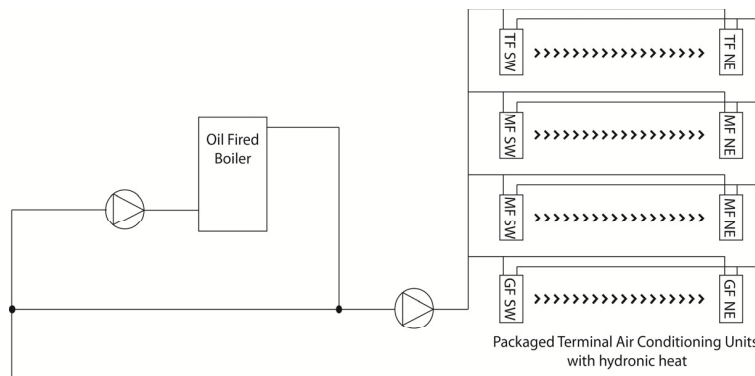 TF SW
TF NE
MF SW
MF NE
Oil Fired
Boiler
MF SW
MF NE
GF SW
GF NE
Packaged Terminal Air Conditioning Units
with hydronic heat